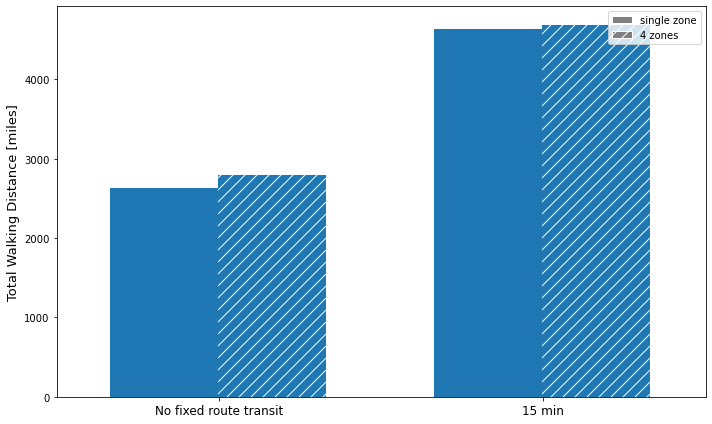 single zone
4 zones
Total Walking Distance [miles]
4000
3000
2000
1000
0
No fixed route transit
15 min